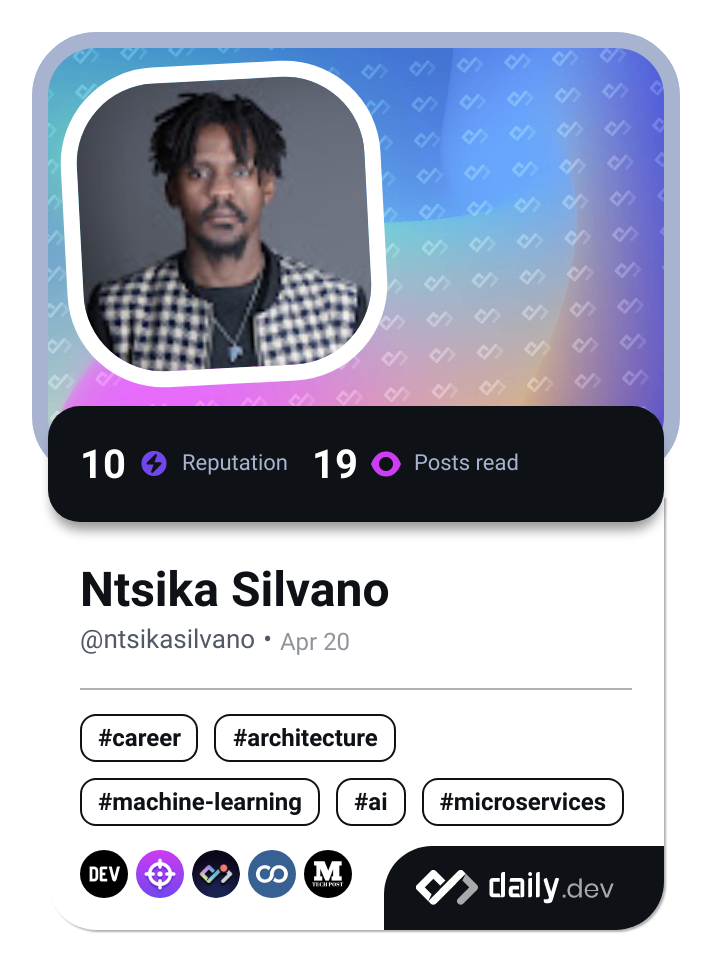 10 Reputation 19 Posts read
Ntsika Silvano
@ntsikasilvano • Apr 20
#career #architecture
#machine-learning #ai #microservices
DEV M TECH POST
daily.dev